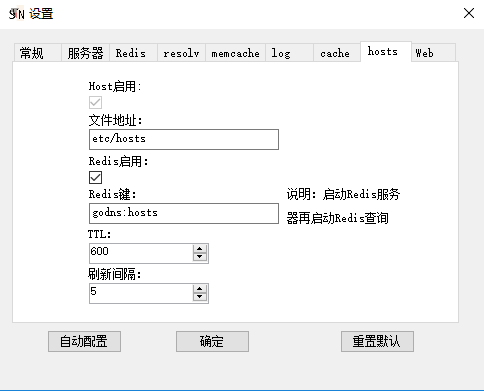 设置
常规 服务器 Redis resolv memcache log cache hosts Web
Host启用:
文件地址:
etc/hosts
Redis启用:
Redis键:
说明: 启动Redis服务
godns:hosts
器再启动Redis查询
TTL:
600
刷新间隔:
5
自动配置 确定 重置默认